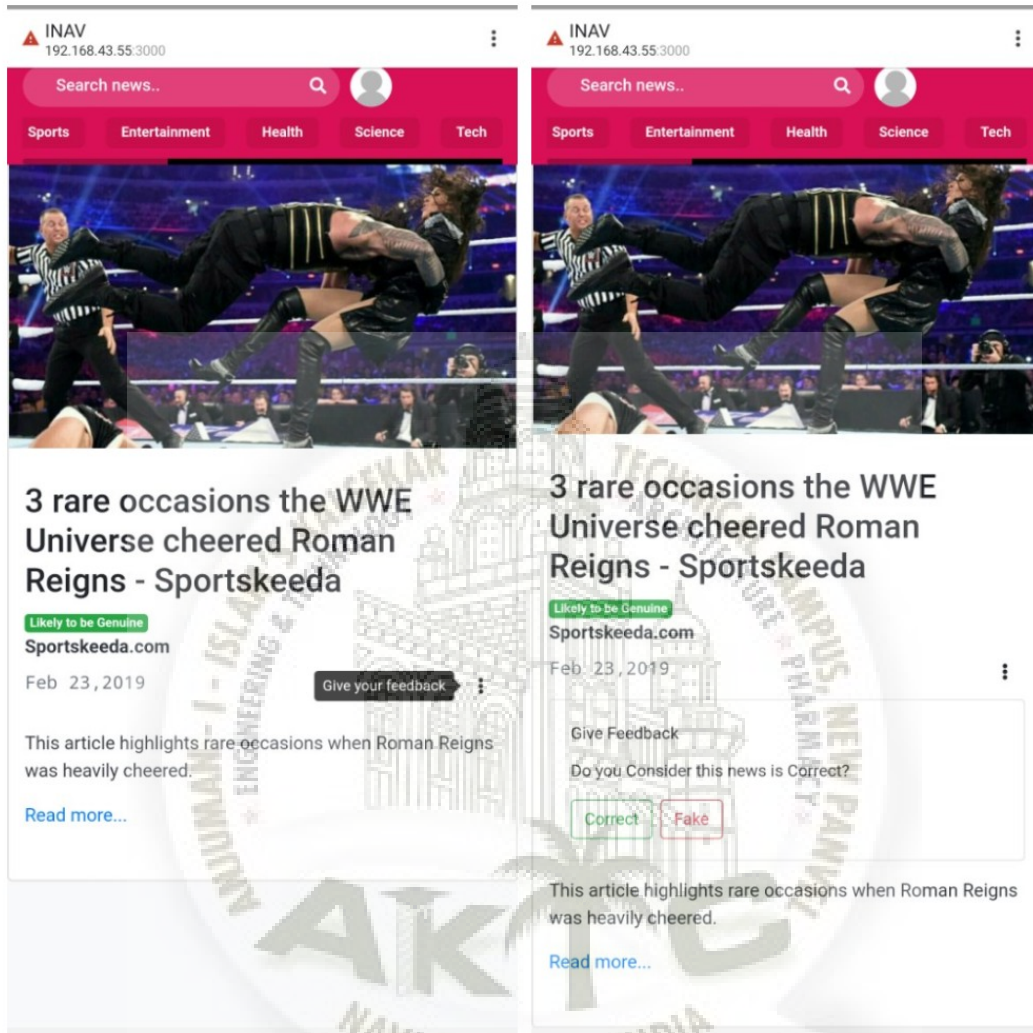 INAV
192.168.43.55:3000
Search news..
Sports Entertainment Health Science Tech
3 rare occasions the WWE
Universe cheered Roman
Reigns - Sportskeeda
Likely to be Genuine
Sportskeeda.com
Feb 23,2019
Give your feedback
This article highlights rare occasions when Roman Reigns
was heavily cheered.
Read more...
INAV
192.168.43.55:3000
Search news..
Sports Entertainment Health Science Tech
3 rare occasions the WWE
Universe cheered Roman
Reigns - Sportskeeda
Likely to be Genuine
Sportskeeda.com
Feb 23,2019
Give Feedback
Do you Consider this news is Correct?
Correct Fake
This article highlights rare occasions when Roman Reigns
was heavily cheered.
Read more...
ENGINEERING &
PHARMACY
NEW PANVEL
AKTC